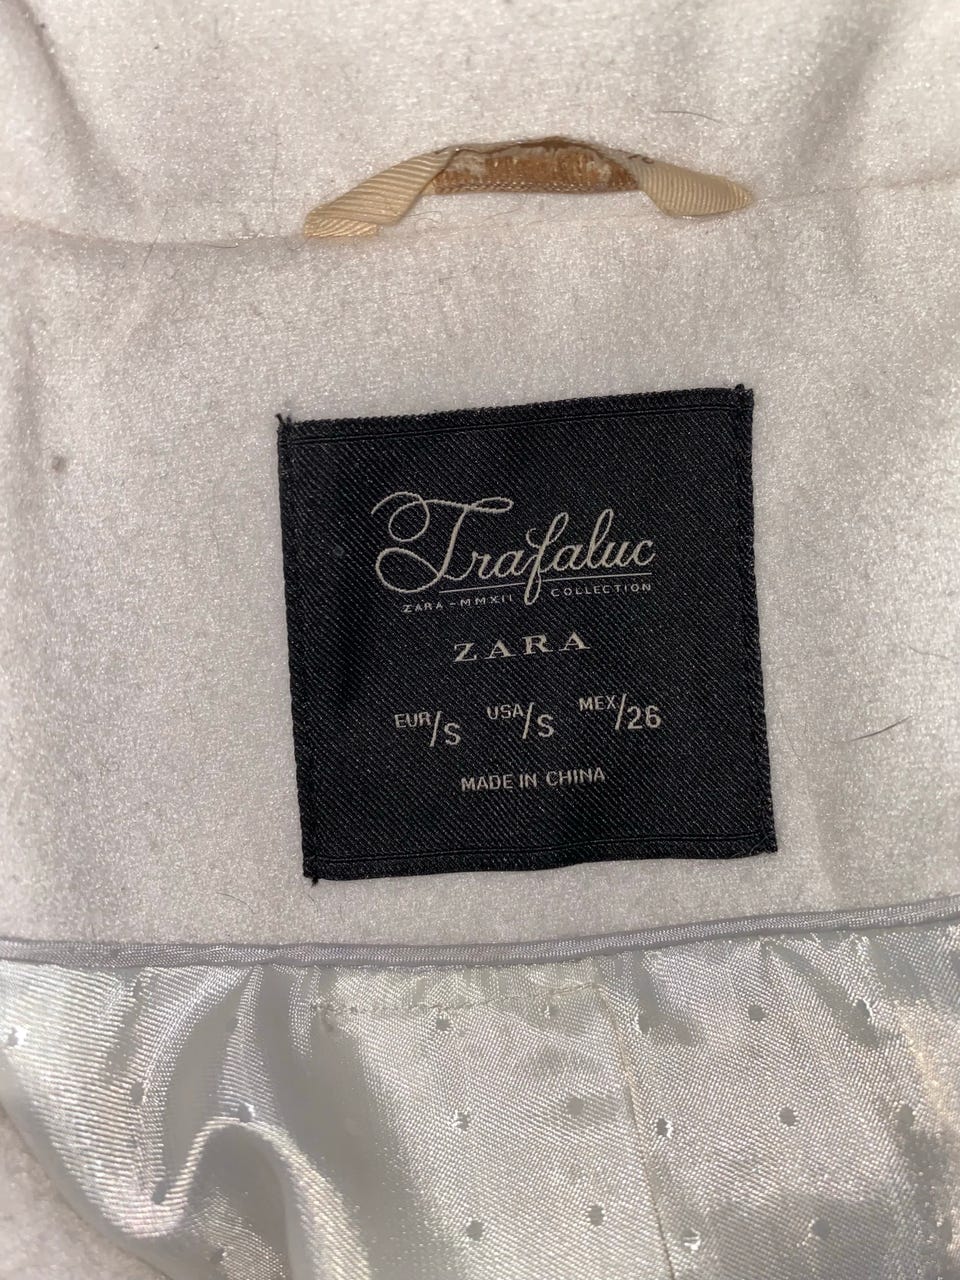 Trafaluc
ZARA - MMXII COLLECTION
ZARA
EUR/S USA/S MEX/26
MADE IN CHINA